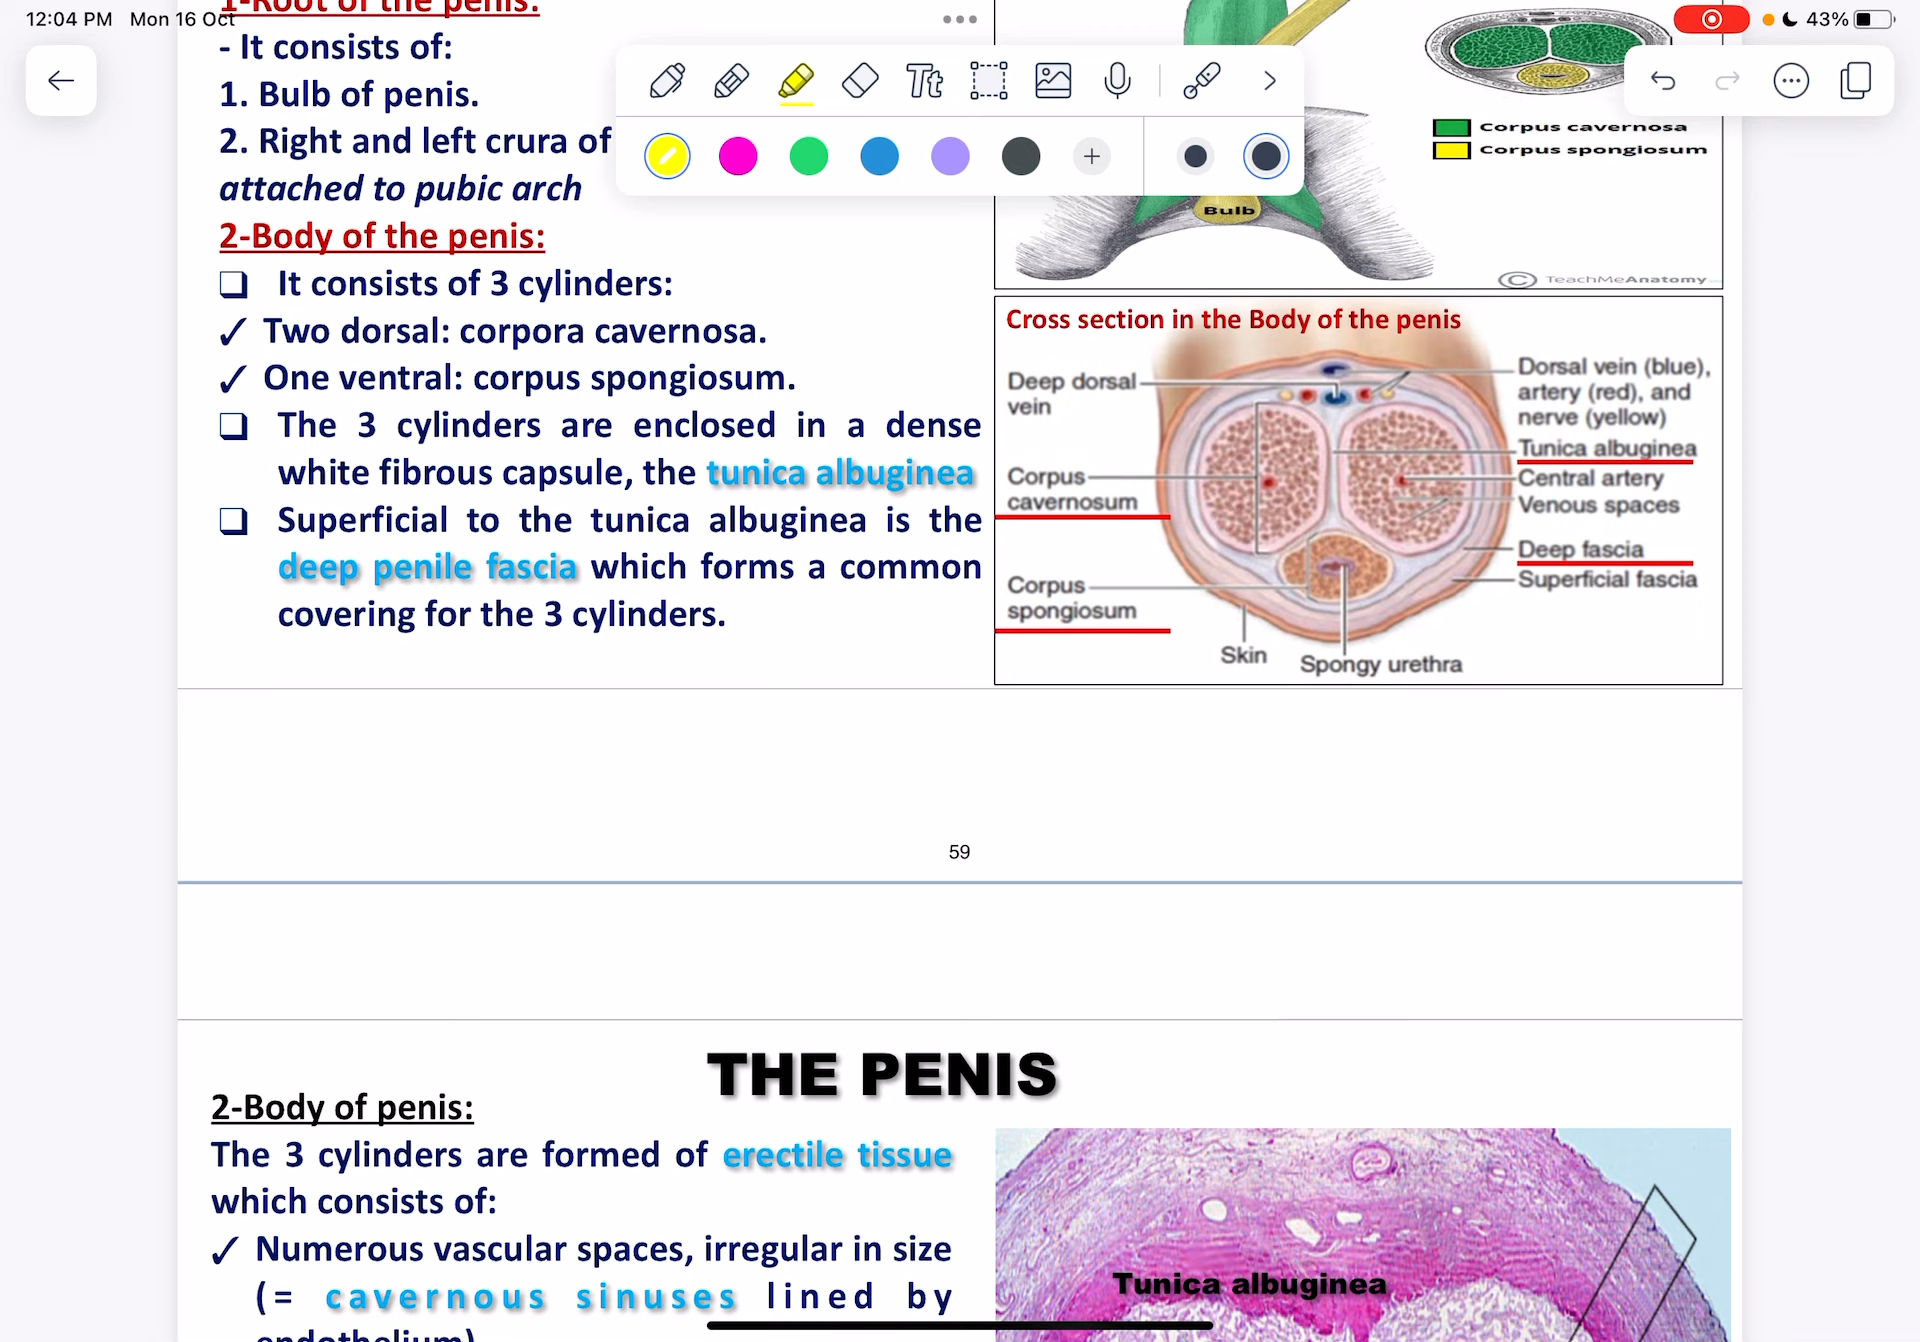 12:04 PM Mon 16 Oct
43%
1-Root of the penis:
- It consists of:
1. Bulb of penis.
2. Right and left crura of
attached to pubic arch
2-Body of the penis:
❑ It consists of 3 cylinders:
✓ Two dorsal: corpora cavernosa.
✓ One ventral: corpus spongiosum.
❑ The 3 cylinders are enclosed in a dense
white fibrous capsule, the tunica albuginea
❑ Superficial to the tunica albuginea is the
deep penile fascia which forms a common
covering for the 3 cylinders.
Tt
Corpus cavernosa
Corpus spongiosum
Bulb
© TeachMeAnatomy
Cross section in the Body of the penis
Deep dorsal
vein
Corpus
cavernosum
Corpus
spongiosum
Skin
Spongy urethra
Dorsal vein (blue),
artery (red), and
nerve (yellow)
Tunica albuginea
Central artery
Venous spaces
Deep fascia
Superficial fascia
59
THE PENIS
2-Body of penis:
The 3 cylinders are formed of erectile tissue
which consists of:
✓ Numerous vascular spaces, irregular in size
(= cavernous sinuses lined by
endothelium)
Tunica albuginea